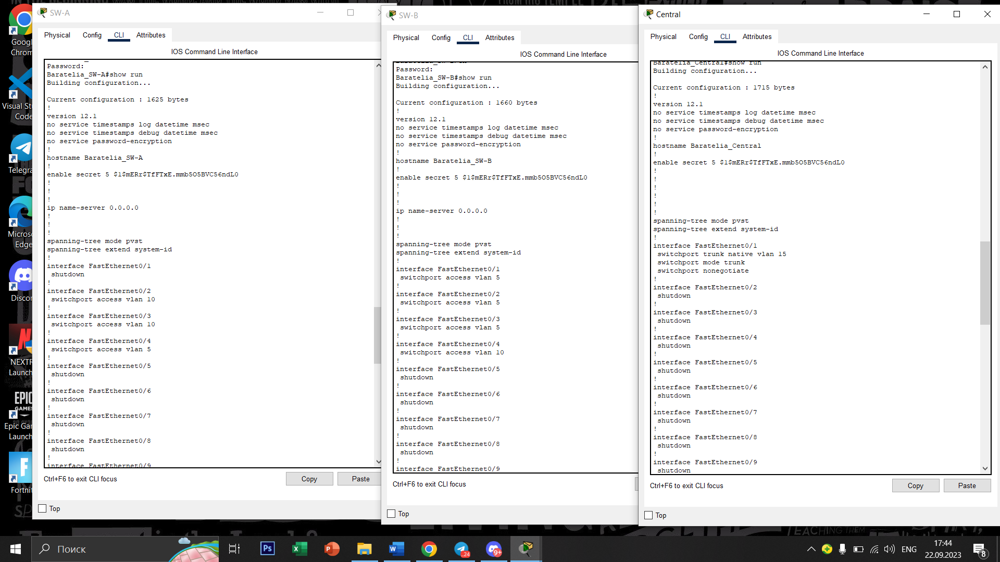 Googl
Chrom
Visual Stu
Code
Telegra
Micros
Edge
Discor
NEXTR
Launch
EPIC
GAMES
Epic Gar
Launch
Fortnit
SW-A
Physical Config CLI Attributes
IOS Command Line Interface
Password:
Baratelia_SW-A#show run
Building configuration...
Current configuration : 1625 bytes
!
version 12.1
no service timestamps log datetime msec
no service timestamps debug datetime msec
no service password-encryption
!
hostname Baratelia_SW-A
!
enable secret 5 $1$mERr$TfFTxE.mmb5O5BVC56ndL0
!
!
!
ip name-server 0.0.0.0
!
!
!
spanning-tree mode pvst
spanning-tree extend system-id
!
interface FastEthernet0/1
shutdown
!
interface FastEthernet0/2
switchport access vlan 10
!
interface FastEthernet0/3
switchport access vlan 10
!
interface FastEthernet0/4
switchport access vlan 5
!
interface FastEthernet0/5
shutdown
!
interface FastEthernet0/6
shutdown
!
interface FastEthernet0/7
shutdown
!
interface FastEthernet0/8
shutdown
!
interface FastEthernet0/9
Ctrl+F6 to exit CLI focus
Copy Paste
Top
SW-B
Physical Config CLI Attributes
IOS Command Line Interface
Password:
Baratelia_SW-B#show run
Building configuration...
Current configuration : 1660 bytes
!
version 12.1
no service timestamps log datetime msec
no service timestamps debug datetime msec
no service password-encryption
!
hostname Baratelia_SW-B
!
enable secret 5 $1$mERr$TfFTxE.mmb5O5BVC56ndL0
!
!
!
ip name-server 0.0.0.0
!
!
!
spanning-tree mode pvst
spanning-tree extend system-id
!
interface FastEthernet0/1
switchport access vlan 5
!
interface FastEthernet0/2
switchport access vlan 5
!
interface FastEthernet0/3
switchport access vlan 5
!
interface FastEthernet0/4
switchport access vlan 10
!
interface FastEthernet0/5
shutdown
!
interface FastEthernet0/6
shutdown
!
interface FastEthernet0/7
shutdown
!
interface FastEthernet0/8
shutdown
!
interface FastEthernet0/9
Ctrl+F6 to exit CLI focus
Top
Central
Physical Config CLI Attributes
IOS Command Line Interface
Baratelia_Central#show run
Building configuration...
Current configuration : 1715 bytes
!
version 12.1
no service timestamps log datetime msec
no service timestamps debug datetime msec
no service password-encryption
!
hostname Baratelia_Central
!
enable secret 5 $1$mERr$TfFTxE.mmb5O5BVC56ndL0
!
!
!
!
!
!
spanning-tree mode pvst
spanning-tree extend system-id
!
interface FastEthernet0/1
switchport trunk native vlan 15
switchport mode trunk
switchport nonegotiate
!
interface FastEthernet0/2
shutdown
!
interface FastEthernet0/3
shutdown
!
interface FastEthernet0/4
shutdown
!
interface FastEthernet0/5
shutdown
!
interface FastEthernet0/6
shutdown
!
interface FastEthernet0/7
shutdown
!
interface FastEthernet0/8
shutdown
!
interface FastEthernet0/9
shutdown
Ctrl+F6 to exit CLI focus
Copy Paste
Top
TEACHING THEM
Поиск
Ps
24
9+
ENG
17:44
22.09.2023
8